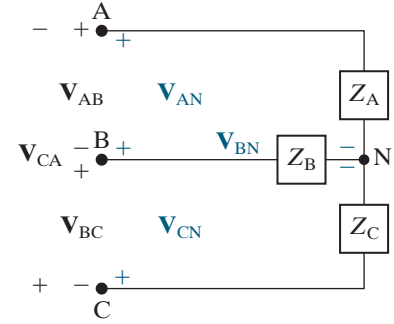 A
− + +
Z_A
V_AB V_AN
V_BN −
− B + Z_B N
V_CA −
+
V_BC V_CN Z_C
+
+ −
C